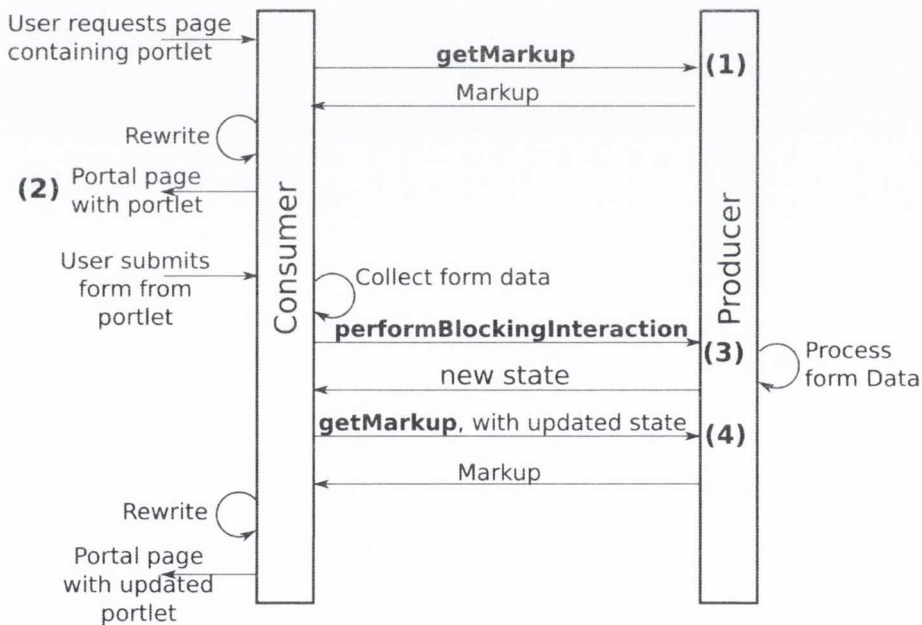 User requests page
containing portlet
getMarkup
(1)
Markup
Rewrite
(2) Portal page
with portlet
Consumer
Producer
User submits
form from
portlet
Collect form data
performBlockingInteraction
(3)
Process
form Data
new state
getMarkup, with updated state
(4)
Markup
Rewrite
Portal page
with updated
portlet